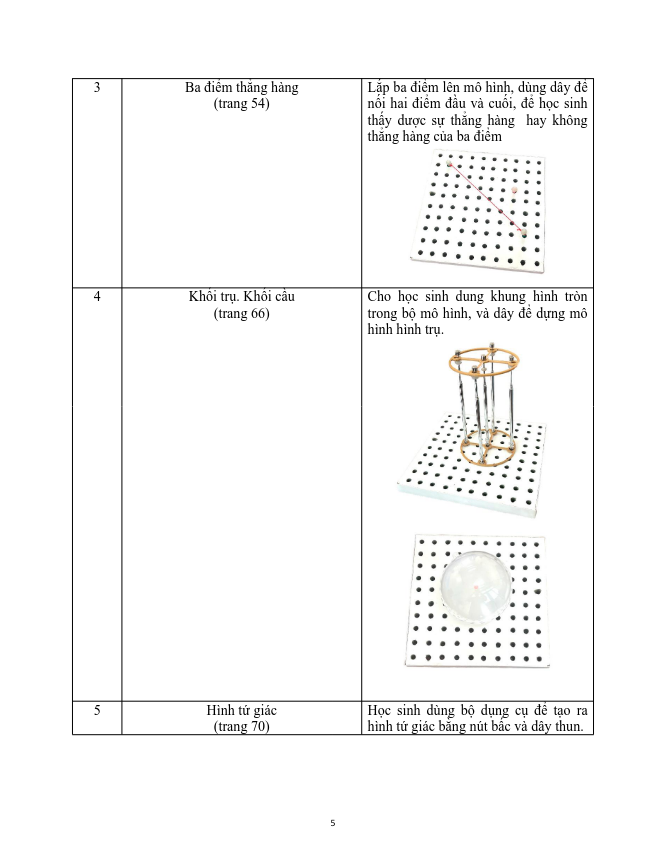 3
Ba điểm thẳng hàng
(trang 54)
Lắp ba điểm lên mô hình, dùng dây để
nối hai điểm đầu và cuối, để học sinh
thấy dược sự thẳng hàng hay không
thẳng hàng của ba điểm
4
Khối trụ. Khối cầu
(trang 66)
Cho học sinh dung khung hình tròn
trong bộ mô hình, và dây để dựng mô
hình hình trụ.
5
Hình tứ giác
(trang 70)
Học sinh dùng bộ dụng cụ để tạo ra
hình tứ giác bằng nút bấc và dây thun.
5